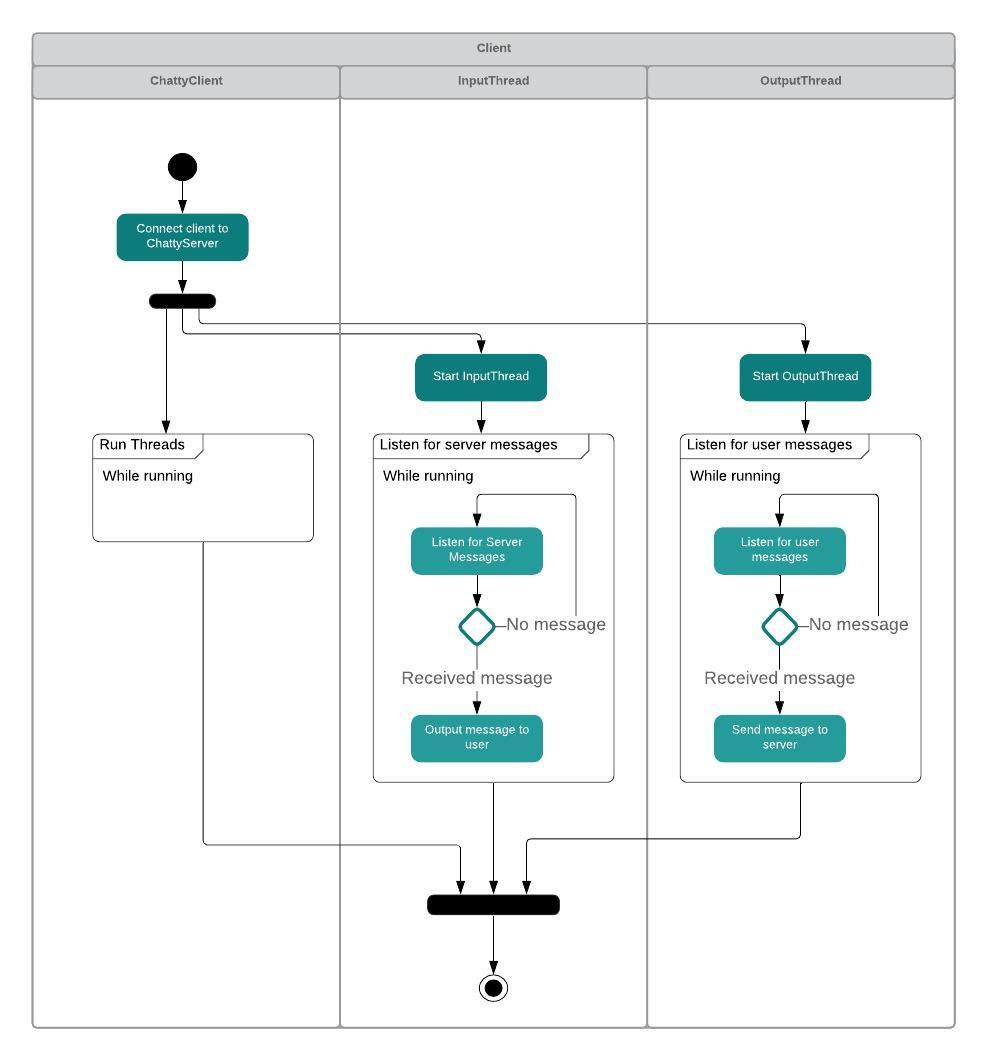 Client
ChattyClient
InputThread
OutputThread
Connect client to
ChattyServer
Start InputThread
Start OutputThread
Run Threads
While running
Listen for server messages
While running
Listen for Server
Messages
No message
Received message
Output message to
user
Listen for user messages
While running
Listen for user
messages
No message
Received message
Send message to
server